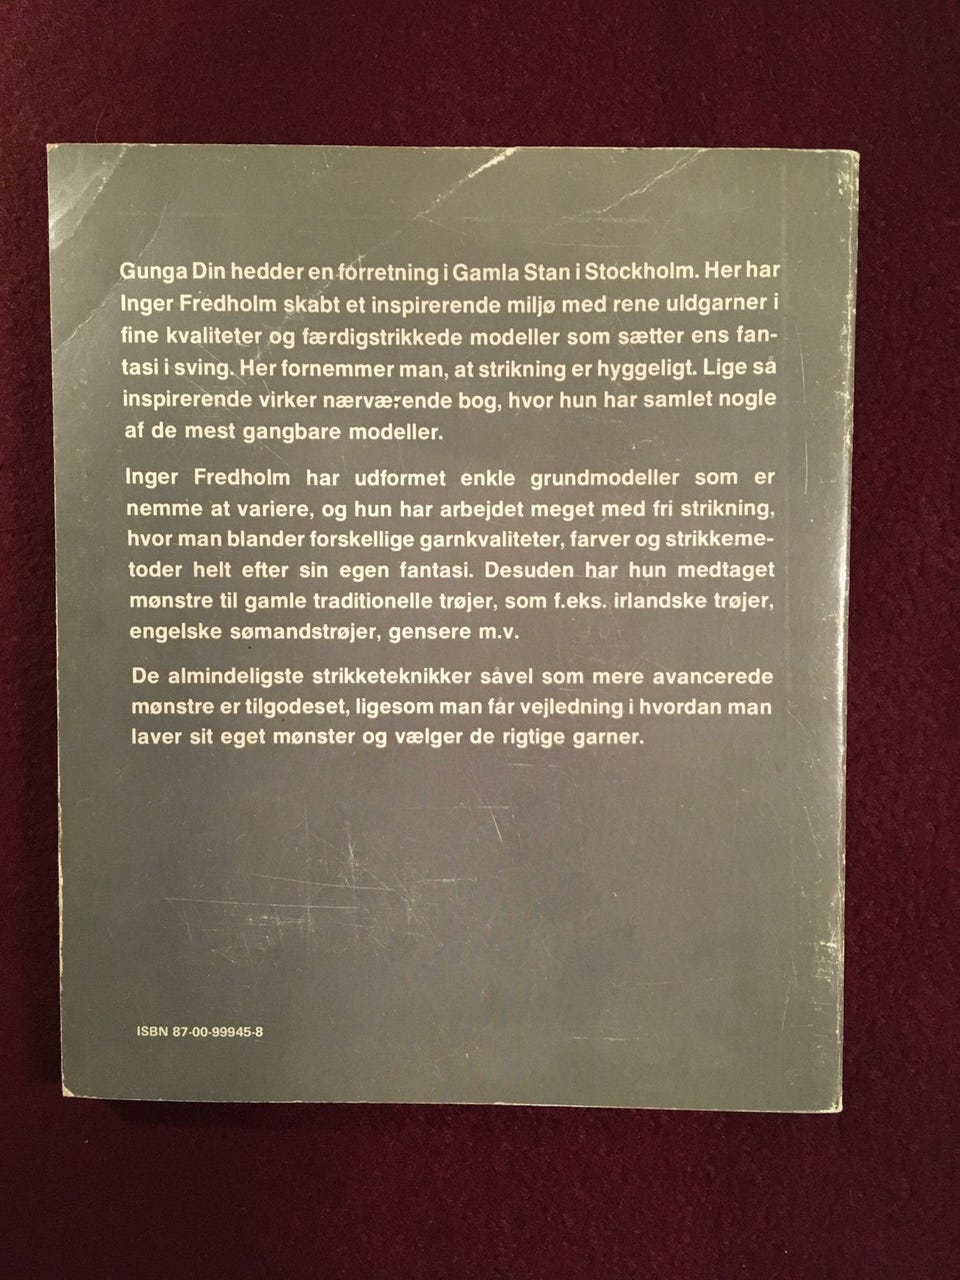 Gunga Din hedder en forretning i Gamla Stan i Stockholm. Her har
Inger Fredholm skabt et inspirerende miljø med rene uldgarner i
fine kvaliteter og færdigstrikkede modeller som sætter ens fan-
tasi i sving. Her fornemmer man, at strikning er hyggeligt. Lige så
inspirerende virker nærværende bog, hvor hun har samlet nogle
af de mest gangbare modeller.
Inger Fredholm har udformet enkle grundmodeller som er
nemme at variere, og hun har arbejdet meget med fri strikning,
hvor man blander forskellige garnkvaliteter, farver og strikkeme-
toder helt efter sin egen fantasi. Desuden har hun medtaget
mønstre til gamle traditionelle trøjer, som f.eks. irlandske trøjer,
engelske sømandstrøjer, gensere m.v.
De almindeligste strikketeknikker såvel som mere avancerede
mønstre er tilgodeset, ligesom man får vejledning i hvordan man
laver sit eget mønster og vælger de rigtige garner.
ISBN 87-00-99945-8